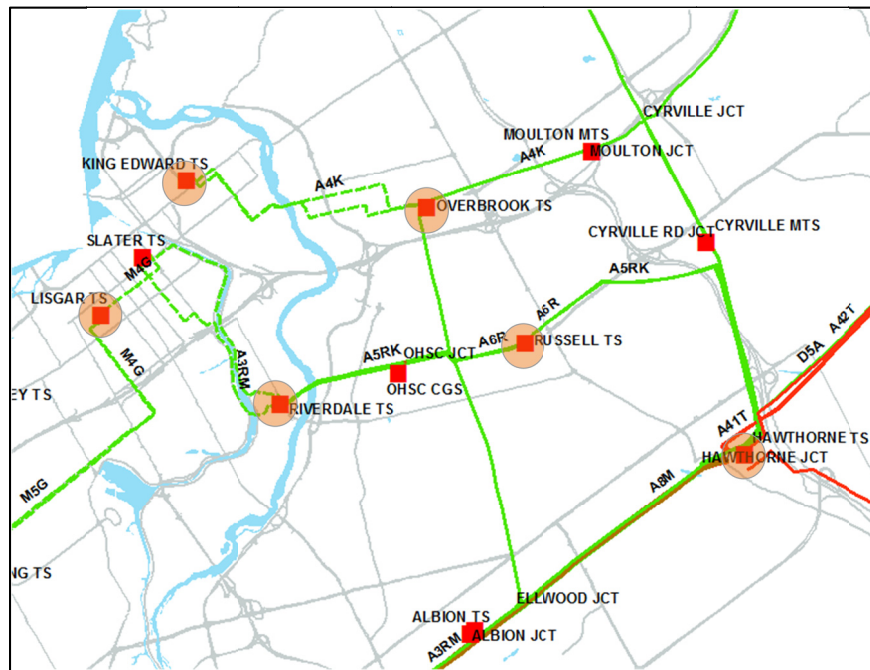 CYRVILLE JCT
MOULTON MTS
MOULTON JCT
A4K
KING EDWARD TS
A4K
OVERBROOK TS
CYRVILLE RD JCT
CYRVILLE MTS
SLATER TS
M4G
A5RK
LISGAR TS
A6R
A42T
D5A
A6R
RUSSELL TS
A5RK
OHSC JCT
M4G
A3RM
OHSC CGS
EY TS
RIVERDALE TS
A41T
HAWTHORNE TS
HAWTHORNE JCT
A8M
M5G
NG TS
ELLWOOD JCT
ALBION TS
ALBION JCT
A3RM